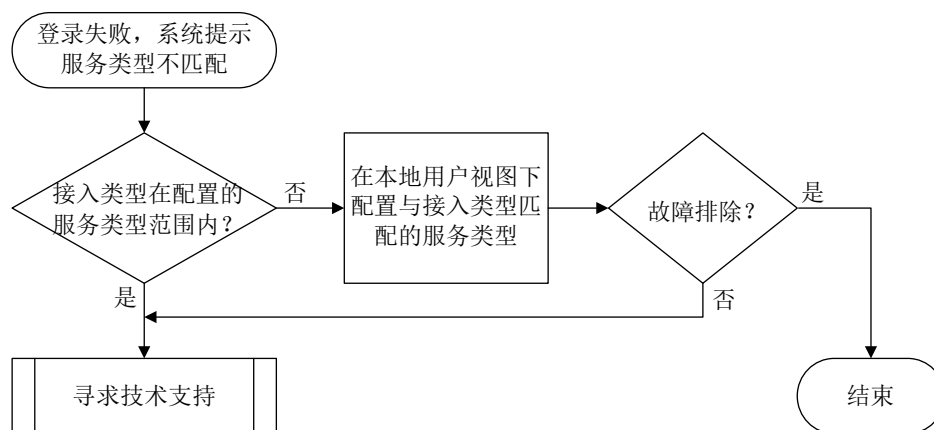 登录失败，系统提示
服务类型不匹配
接入类型在配置的
服务类型范围内？
否
在本地用户视图下
配置与接入类型匹
配的服务类型
故障排除？
是
是
否
寻求技术支持
结束